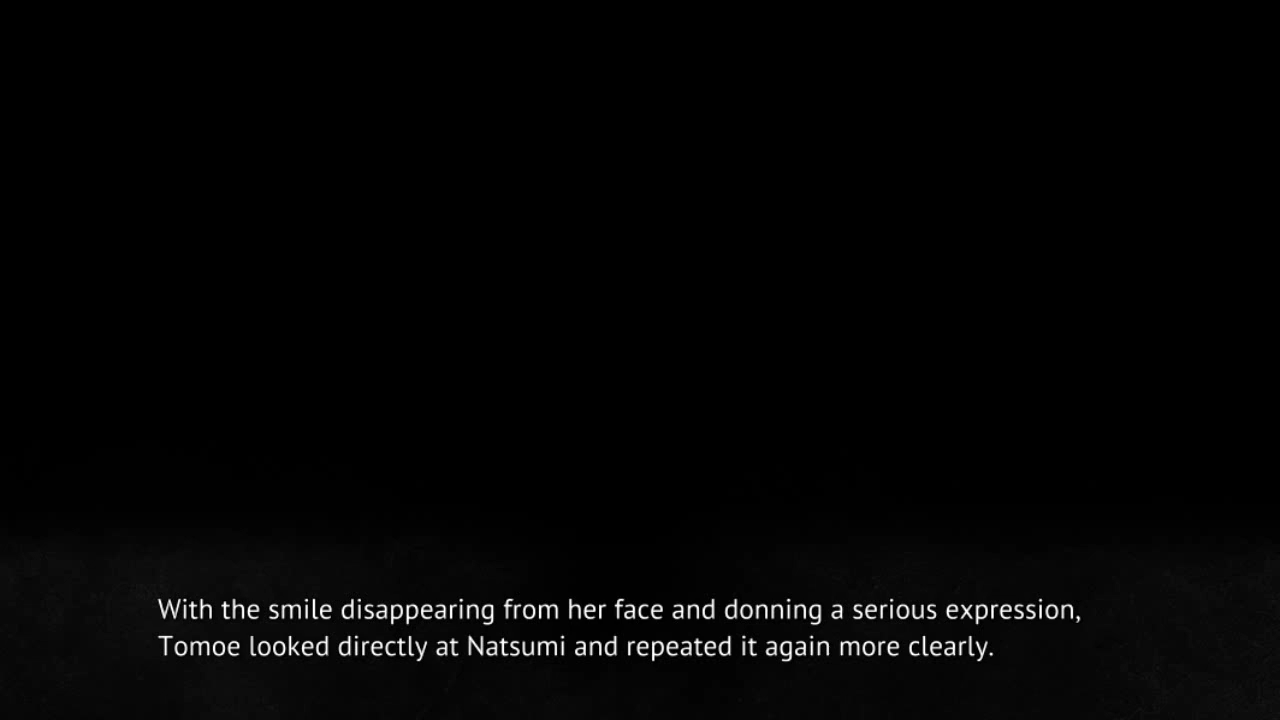 With the smile disappearing from her face and donning a serious expression,
Tomoe looked directly at Natsumi and repeated it again more clearly.